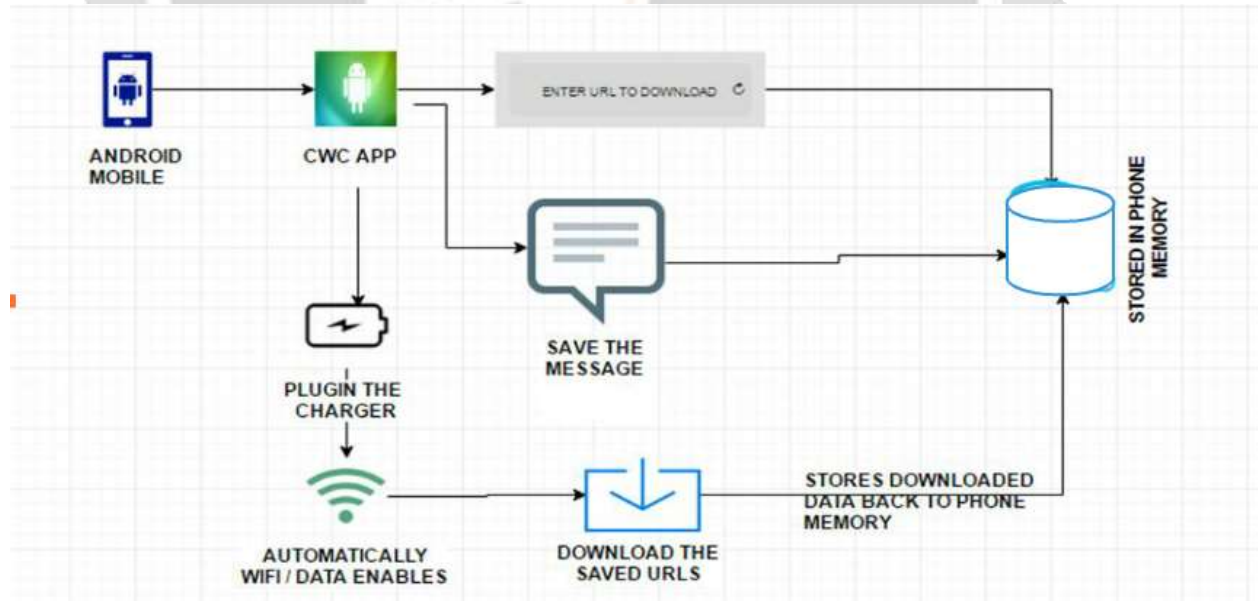 ENTER URL TO DOWNLOAD
ANDROID
MOBILE
CWC APP
STORED IN PHONE
MEMORY
SAVE THE
MESSAGE
PLUGIN THE
CHARGER
STORES DOWNLOADED
DATA BACK TO PHONE
MEMORY
AUTOMATICALLY
WIFI / DATA ENABLES
DOWNLOAD THE
SAVED URLS